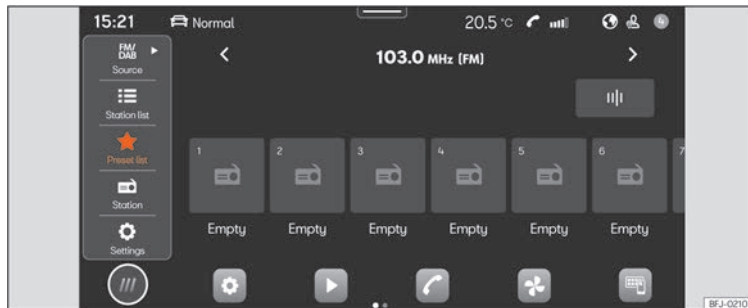 15:21 Normal 20.5 °C 4
FM/
DAB
Source
103.0 MHz (FM)
Station list
Preset list
Station
Settings
1 2 3 4 5 6 7
Empty Empty Empty Empty Empty Empty
BFJ-0210